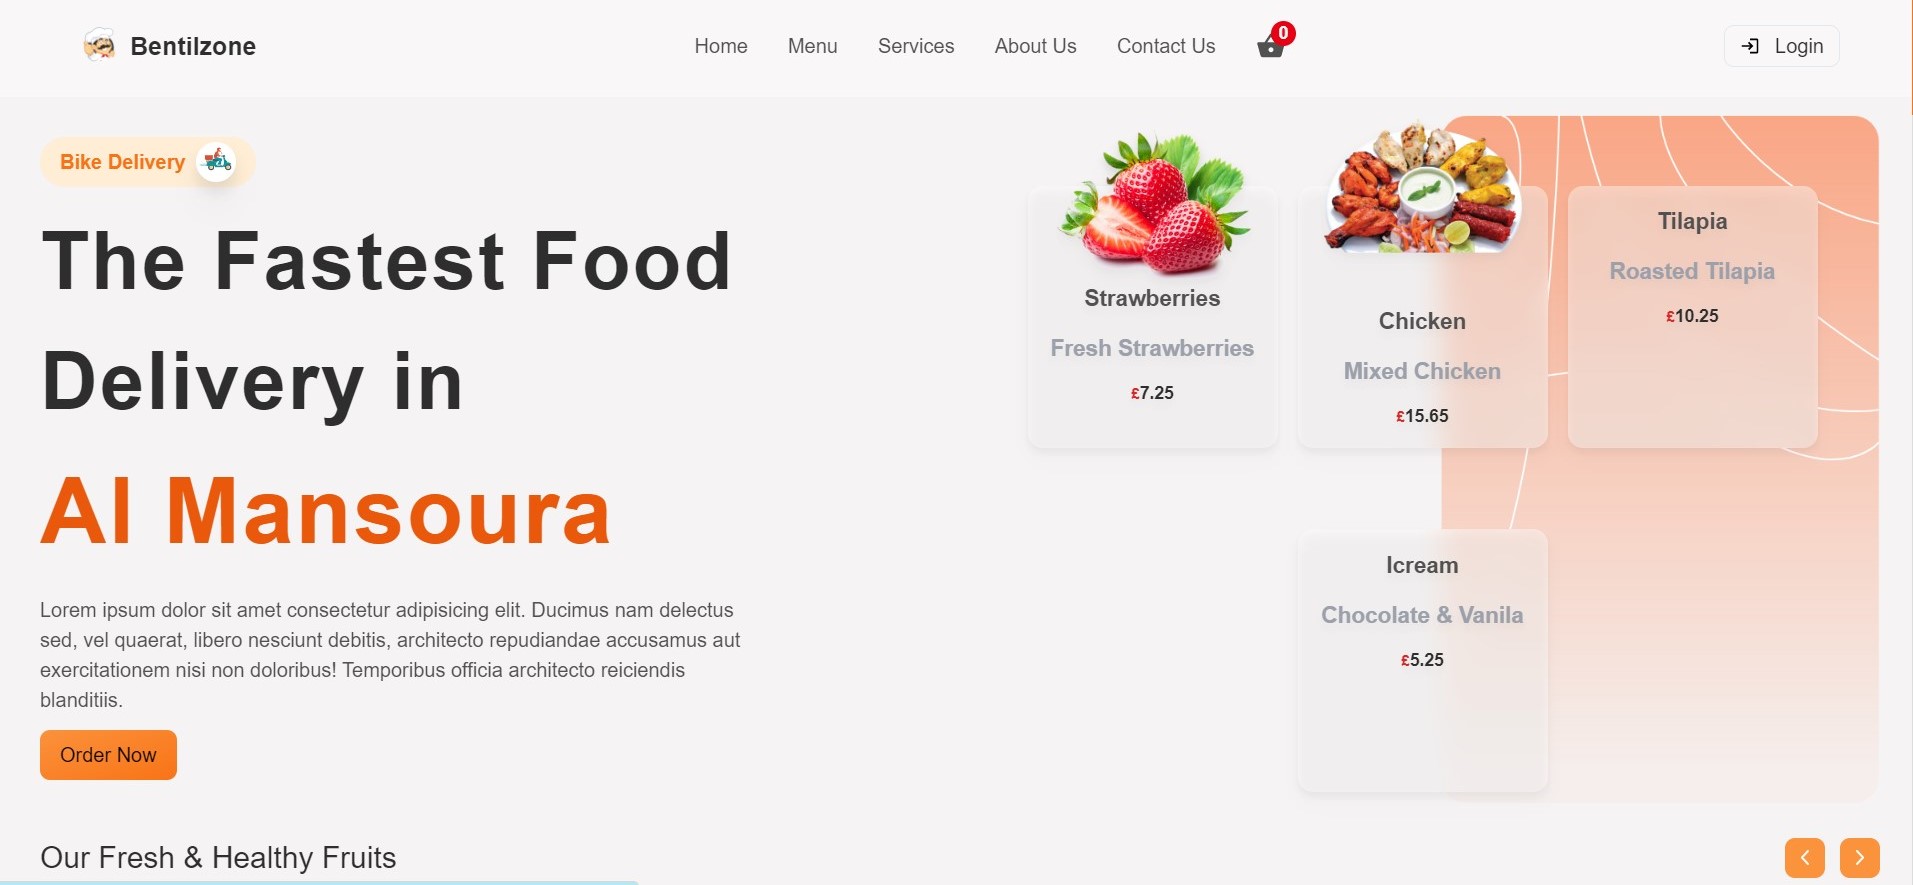 Bentilzone
Home
Menu
Services
About Us
Contact Us
0
Login
Bike Delivery
The Fastest Food
Delivery in
Al Mansoura
Lorem ipsum dolor sit amet consectetur adipisicing elit. Ducimus nam delectus
sed, vel quaerat, libero nesciunt debitis, architecto repudiandae accusamus aut
exercitationem nisi non doloribus! Temporibus officia architecto reiciendis
blanditiis.
Order Now
Strawberries
Fresh Strawberries
£7.25
Chicken
Mixed Chicken
£15.65
Tilapia
Roasted Tilapia
£10.25
Icream
Chocolate & Vanila
£5.25
Our Fresh & Healthy Fruits